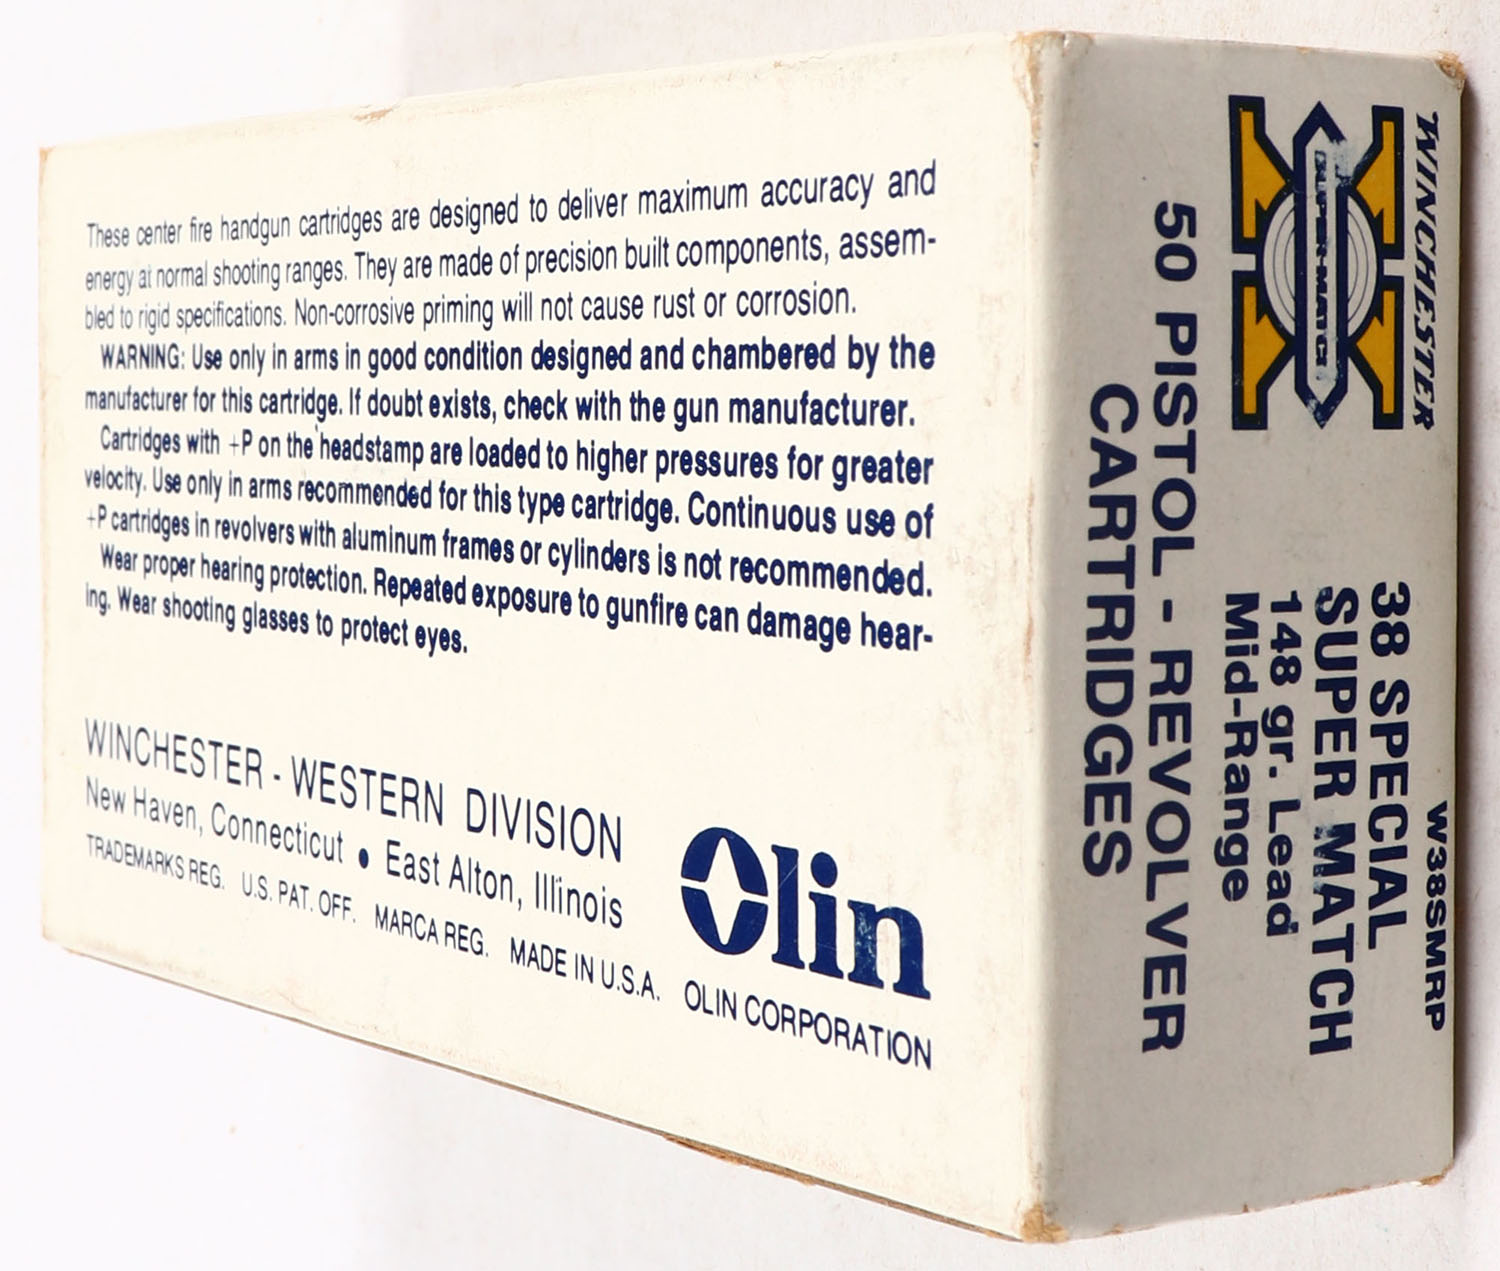 These center fire handgun cartridges are designed to deliver maximum accuracy and
energy at normal shooting ranges. They are made of precision built components, assem-
bled to rigid specifications. Non-corrosive priming will not cause rust or corrosion.
WARNING: Use only in arms in good condition designed and chambered by the
manufacturer for this cartridge. If doubt exists, check with the gun manufacturer.
Cartridges with +P on the headstamp are loaded to higher pressures for greater
velocity. Use only in arms recommended for this type cartridge. Continuous use of
+P cartridges in revolvers with aluminum frames or cylinders is not recommended.
Wear proper hearing protection. Repeated exposure to gunfire can damage hear-
ing. Wear shooting glasses to protect eyes.
WINCHESTER - WESTERN DIVISION
New Haven, Connecticut • East Alton, Illinois
TRADEMARKS REG. U.S. PAT. OFF. MARCA REG. MADE IN U.S.A. OLIN CORPORATION
Olin
WINCHESTER
SUPER-MATCH
W38SMRP
38 SPECIAL
SUPER MATCH
148 gr. Lead
Mid-Range
50 PISTOL - REVOLVER
CARTRIDGES